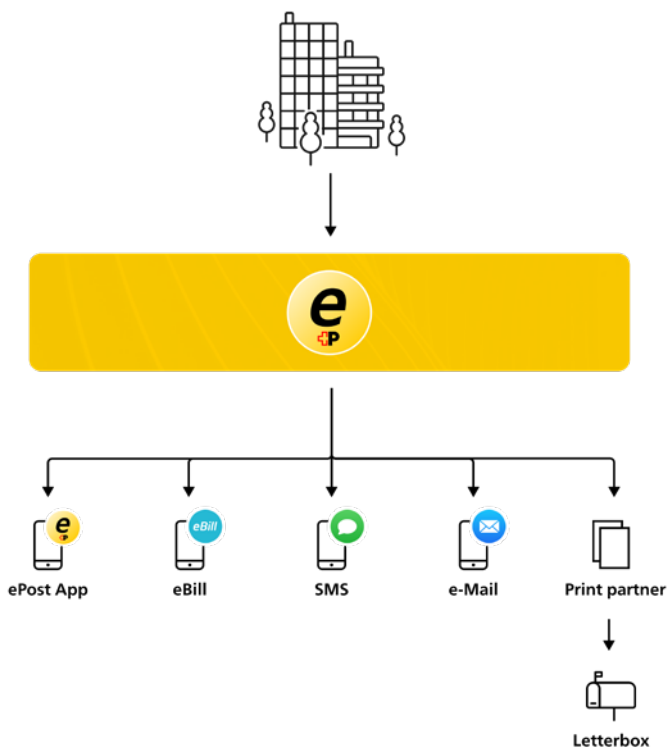 e
P
e
P
eBill
ePost App
eBill
SMS
e-Mail
Print partner
Letterbox